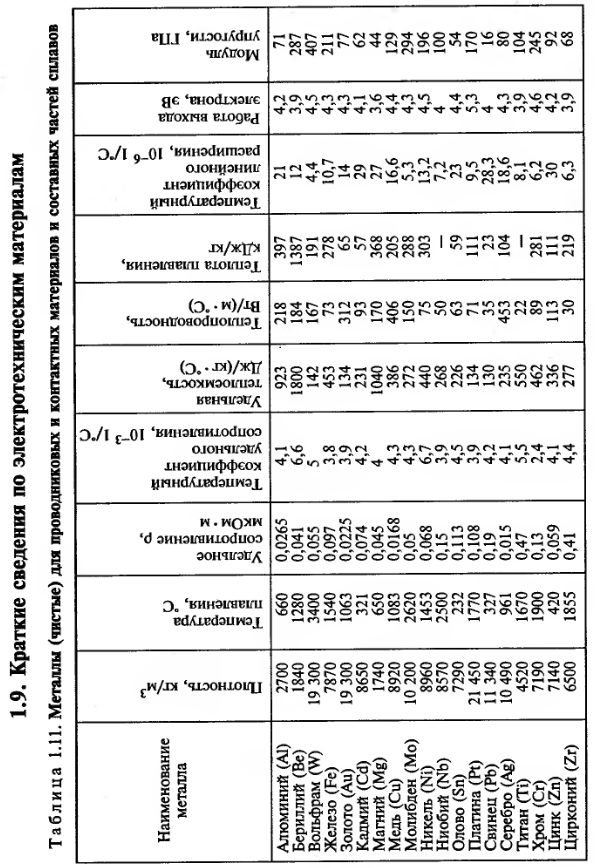 1.9. Краткие сведения по электротехническим материалам
Таблица 1.11. Металлы (чистые) для проводниковых и контактных материалов и составных частей сплавов
Наименование металла | Плотность, кг/м³ | Температура плавления, °С | Удельное сопротивление ρ, мкОм·м | Температурный коэффициент удельного сопротивления, 10⁻³ 1/°С | Удельная теплоемкость, Дж/(кг·°С) | Теплопроводность, Вт/(м·°С) | Теплота плавления, кДж/кг | Температурный коэффициент линейного расширения, 10⁻⁶ 1/°С | Работа выхода электрона, эВ | Модуль упругости, ГПа
Алюминий (Al) 2700 660 0,0265 4,1 923 218 397 21 4,2 71
Бериллий (Be) 1840 1280 0,041 6,6 1800 184 1387 12 3,9 287
Вольфрам (W) 19 300 3400 0,055 5 142 167 191 4,4 4,5 407
Железо (Fe) 7870 1540 0,097 3,8 453 73 278 10,7 4,3 211
Золото (Au) 19 300 1063 0,0225 3,9 134 312 65 14 4,3 77
Кадмий (Cd) 8650 321 0,074 4,2 231 93 57 29 4,1 62
Магний (Mg) 1740 650 0,045 4 1040 170 368 27 3,6 44
Медь (Cu) 8920 1083 0,0168 4,3 386 406 205 16,6 4,4 129
Молибден (Mo) 10 200 2620 0,05 4,3 272 150 288 5,3 4,3 294
Никель (Ni) 8960 1453 0,068 6,7 440 75 303 13,2 4,5 196
Ниобий (Nb) 8570 2500 0,15 3,9 268 50 — 7,2 4 100
Олово (Sn) 7290 232 0,113 4,5 226 63 59 23 4,4 54
Платина (Pt) 21 450 1770 0,108 3,9 134 71 111 9,5 5,3 170
Свинец (Pb) 11 340 327 0,19 4,2 130 35 23 28,3 4 16
Серебро (Ag) 10 490 961 0,015 4,1 235 453 104 18,6 4,3 80
Титан (Ti) 4520 1670 0,47 5,5 550 22 — 8,1 3,9 104
Хром (Cr) 7190 1900 0,13 2,4 462 89 281 6,2 4,6 245
Цинк (Zn) 7140 420 0,059 4,1 336 113 111 30 4,2 92
Цирконий (Zr) 6500 1855 0,41 4,4 277 30 219 6,3 3,9 68